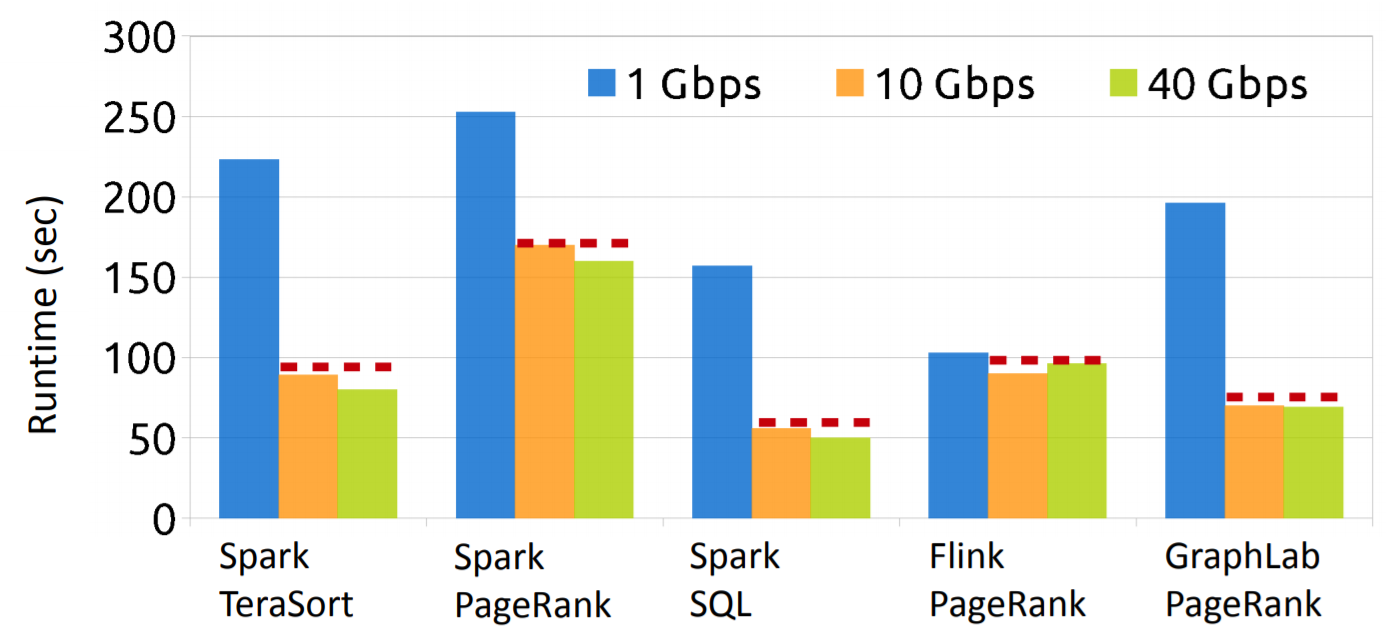 300
1 Gbps 10 Gbps 40 Gbps
250
200
150
100
50
0
Runtime (sec)
Spark
TeraSort
Spark
PageRank
Spark
SQL
Flink
PageRank
GraphLab
PageRank